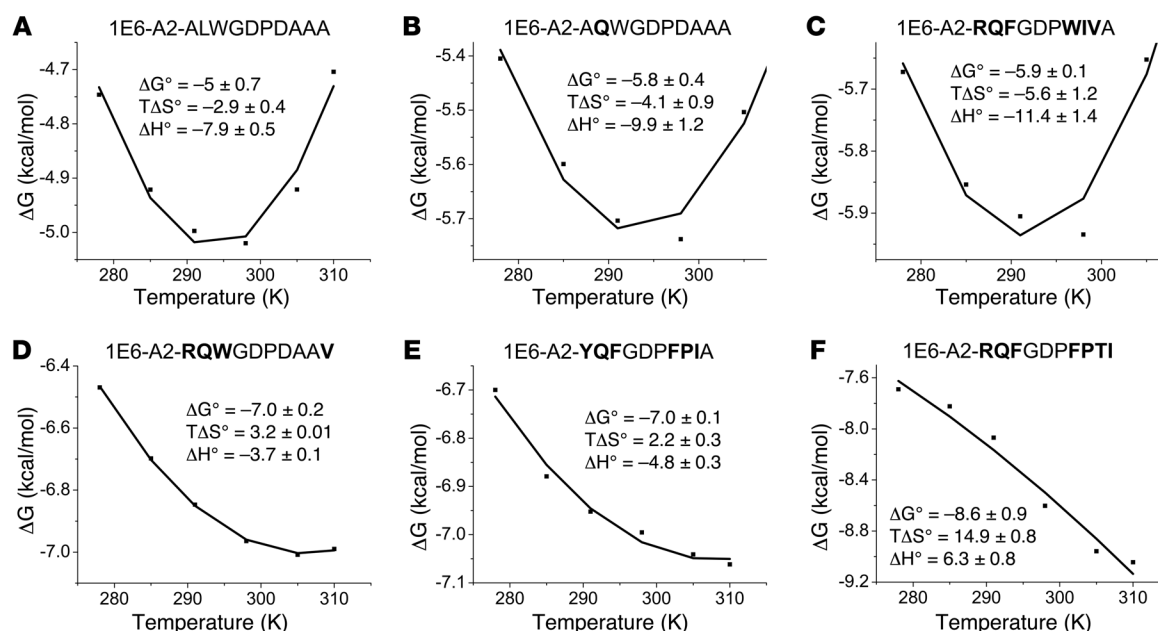 A 1E6-A2-ALWGDPDAAA
ΔG (kcal/mol)
-4.7
-4.8
-4.9
-5.0
ΔG° = –5 ± 0.7
TΔS° = –2.9 ± 0.4
ΔH° = –7.9 ± 0.5
280 290 300 310
Temperature (K)
B 1E6-A2-AQWGDPDAAA
ΔG (kcal/mol)
-5.4
-5.5
-5.6
-5.7
ΔG° = –5.8 ± 0.4
TΔS° = –4.1 ± 0.9
ΔH° = –9.9 ± 1.2
280 290 300
Temperature (K)
C 1E6-A2-RQFGDPWIVA
ΔG (kcal/mol)
-5.7
-5.8
-5.9
ΔG° = –5.9 ± 0.1
TΔS° = –5.6 ± 1.2
ΔH° = –11.4 ± 1.4
280 290 300
Temperature (K)
D 1E6-A2-RQWGDPDAAV
ΔG (kcal/mol)
-6.4
-6.6
-6.8
-7.0
ΔG° = –7.0 ± 0.2
TΔS° = 3.2 ± 0.01
ΔH° = –3.7 ± 0.1
280 290 300 310
Temperature (K)
E 1E6-A2-YQFGDPFPIA
ΔG (kcal/mol)
-6.7
-6.8
-6.9
-7.0
-7.1
ΔG° = –7.0 ± 0.1
TΔS° = 2.2 ± 0.3
ΔH° = –4.8 ± 0.3
280 290 300 310
Temperature (K)
F 1E6-A2-RQFGDPFPTI
ΔG (kcal/mol)
-7.6
-8.0
-8.4
-8.8
-9.2
ΔG° = –8.6 ± 0.9
TΔS° = 14.9 ± 0.8
ΔH° = 6.3 ± 0.8
280 290 300 310
Temperature (K)